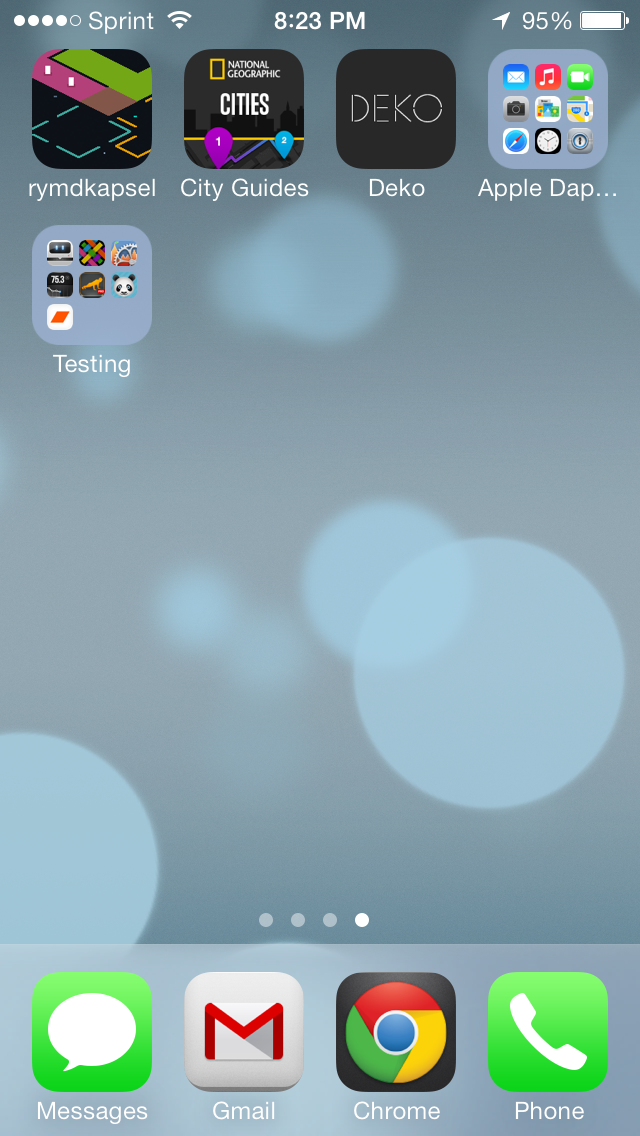 Sprint 8:23 PM 95%
NATIONAL
GEOGRAPHIC
CITIES
1 2
DEKO
rymdkapsel City Guides Deko Apple Dap...
75.3
Testing
Messages Gmail Chrome Phone